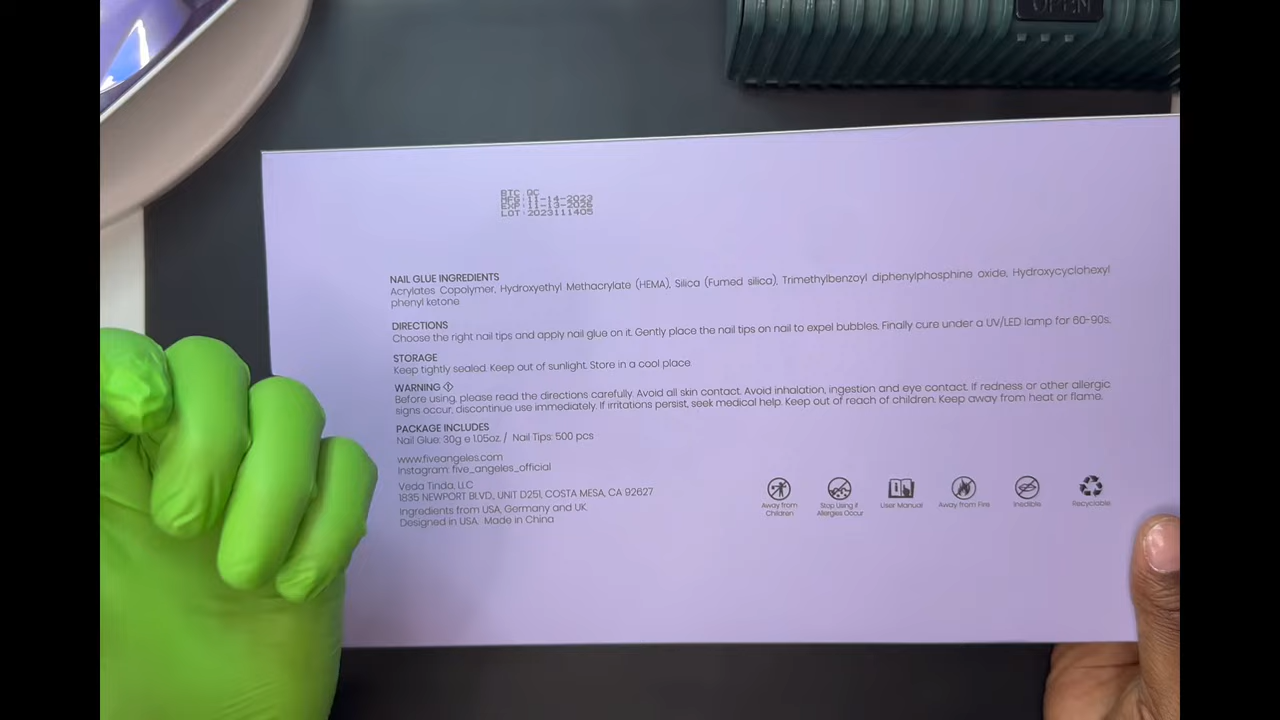 OPEN
BTC: QC
MFG: 11-14-2023
EXP: 11-13-2026
LOT: 2023111405
NAIL GLUE INGREDIENTS
Acrylates Copolymer, Hydroxyethyl Methacrylate (HEMA), Silica (Fumed silica), Trimethylbenzoyl diphenylphosphine oxide, Hydroxycyclohexyl
phenyl ketone
DIRECTIONS
Choose the right nail tips and apply nail glue on it. Gently place the nail tips on nail to expel bubbles. Finally cure under a UV/LED lamp for 60-90s.
STORAGE
Keep tightly sealed. Keep out of sunlight. Store in a cool place
WARNING
Before using, please read the directions carefully. Avoid all skin contact. Avoid inhalation, ingestion and eye contact. If redness or other allergic
signs occur, discontinue use immediately. If irritations persist, seek medical help. Keep out of reach of children. Keep away from heat or flame.
PACKAGE INCLUDES
Nail Glue: 30g e 1.05oz. / Nail Tips: 500 pcs
www.fiveangeles.com
Instagram: five_angeles_official
Veda Tinda, LLC
1835 NEWPORT BLVD., UNIT D251, COSTA MESA, CA 92627
Ingredients from USA, Germany and UK.
Designed in USA. Made in China
Away from
Children
Stop Using if
Allergies Occur
User Manual
Away from Fire
Inedible
Recyclable